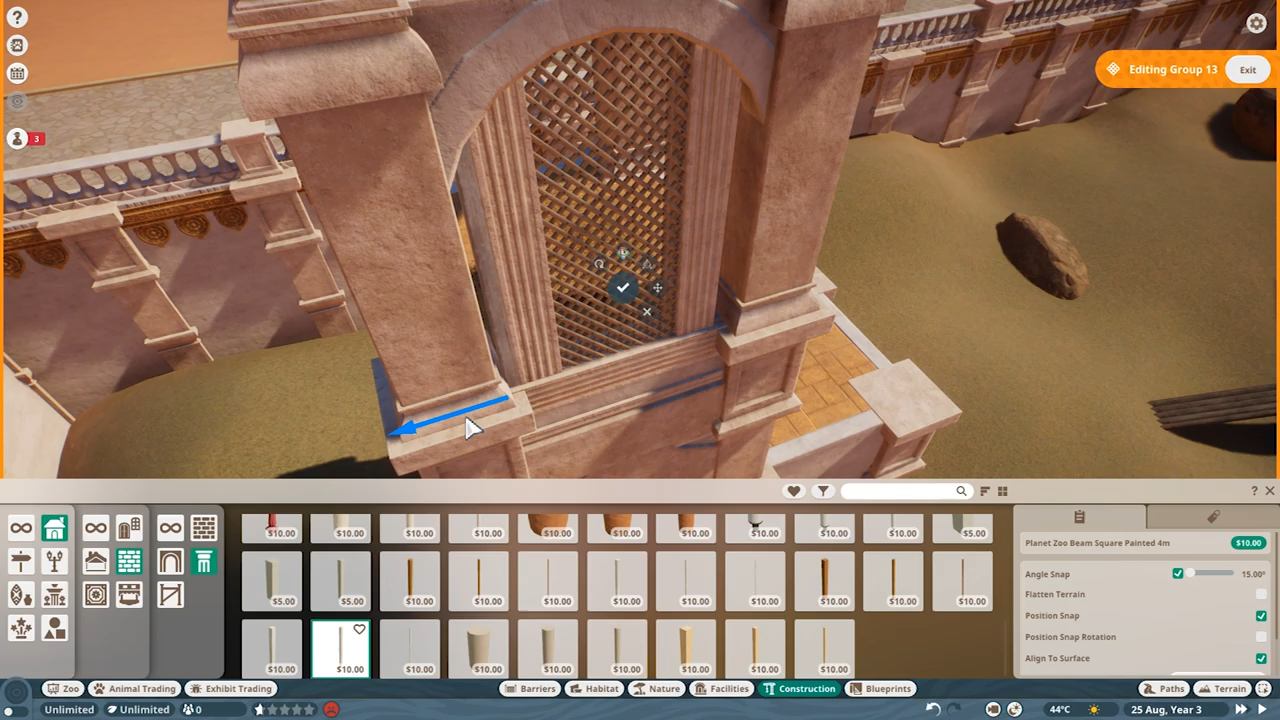 ?
Editing Group 13
Exit
3
? ×
$10.00 $10.00 $10.00 $10.00 $10.00 $10.00 $10.00 $10.00 $10.00 $10.00 $5.00
$5.00 $5.00 $10.00 $10.00 $10.00 $10.00 $10.00 $10.00 $10.00 $10.00 $10.00
$10.00 $10.00 $10.00 $10.00 $10.00 $10.00 $10.00 $10.00 $10.00
Planet Zoo Beam Square Painted 4m $10.00
Angle Snap 15.00°
Flatten Terrain
Position Snap
Position Snap Rotation
Align To Surface
Zoo Animal Trading Exhibit Trading Barriers Habitat Nature Facilities Construction Blueprints Paths Terrain
Unlimited Unlimited 0 44°C 25 Aug, Year 3